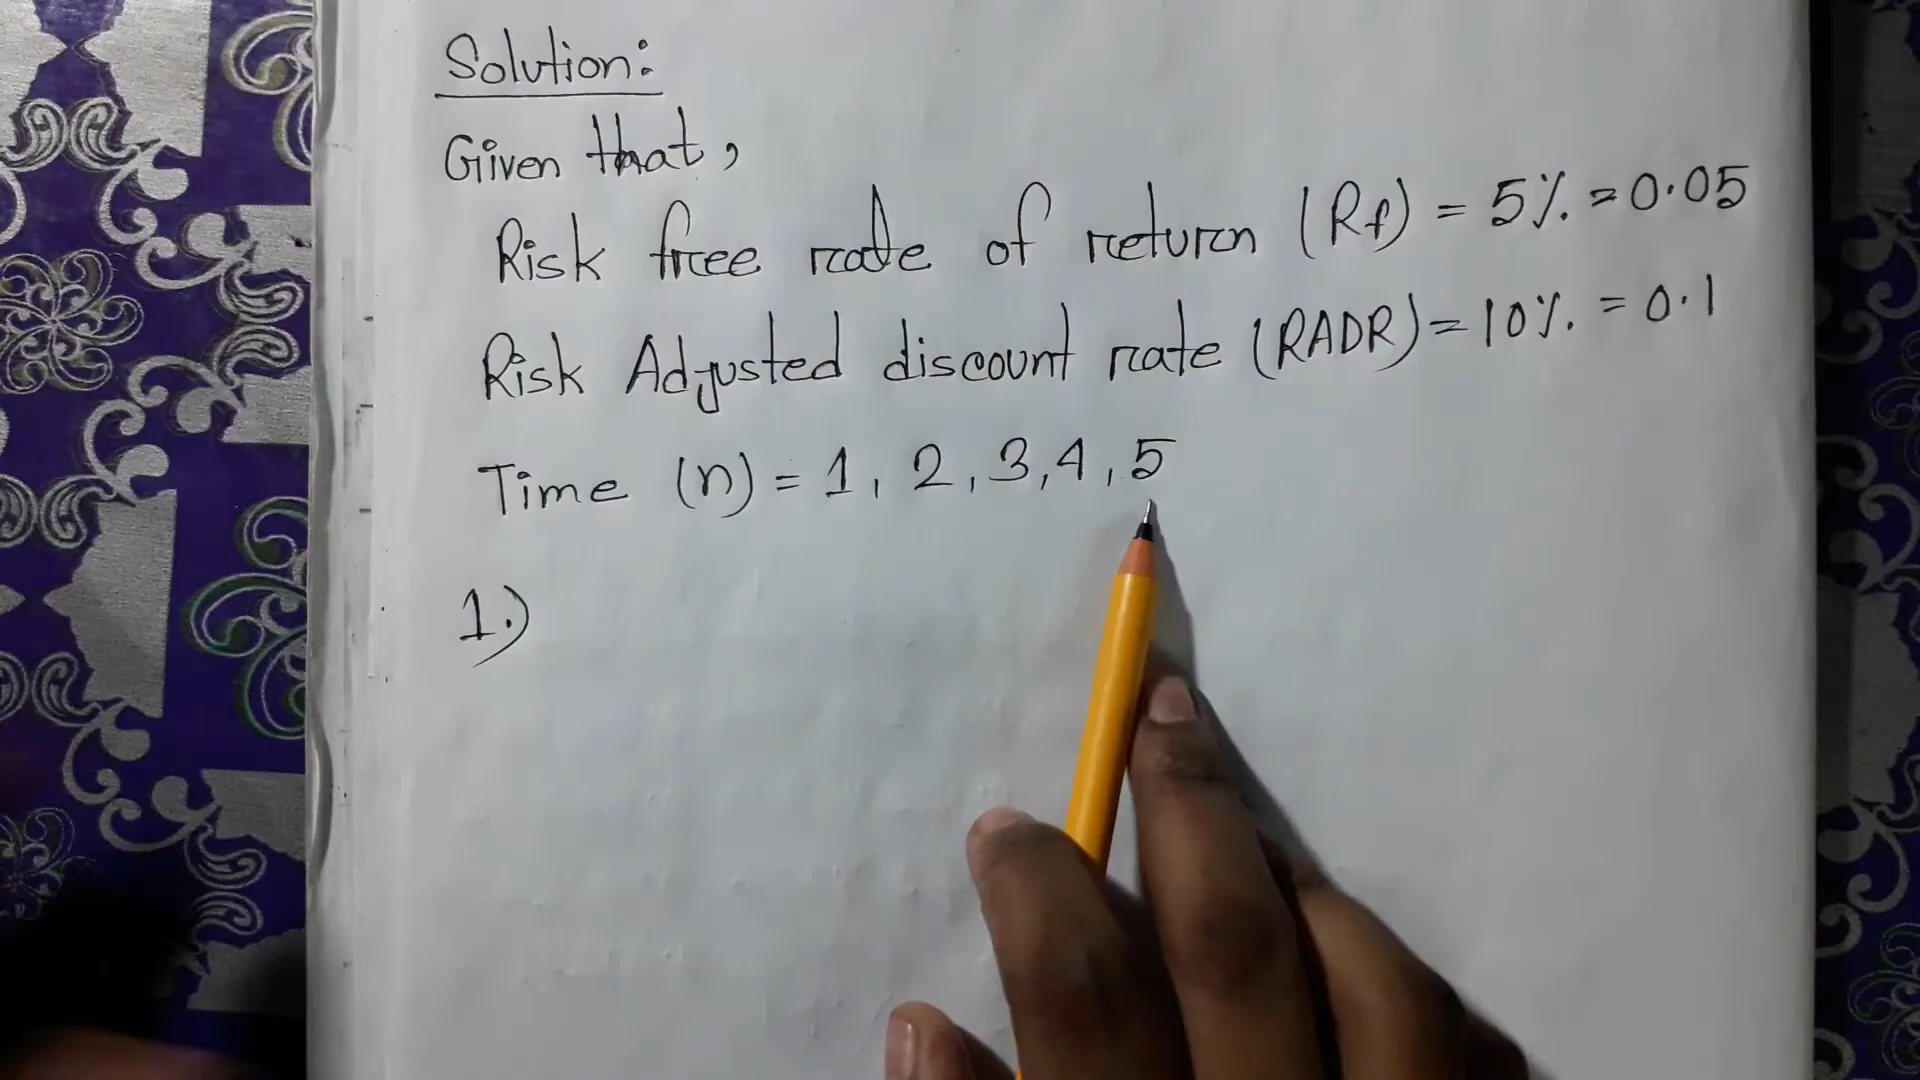 Solution:
Given that,
Risk free rate of return (Rf) = 5% = 0.05
Risk Adjusted discount rate (RADR) = 10% = 0.1
Time (n) = 1, 2, 3, 4, 5
1.)